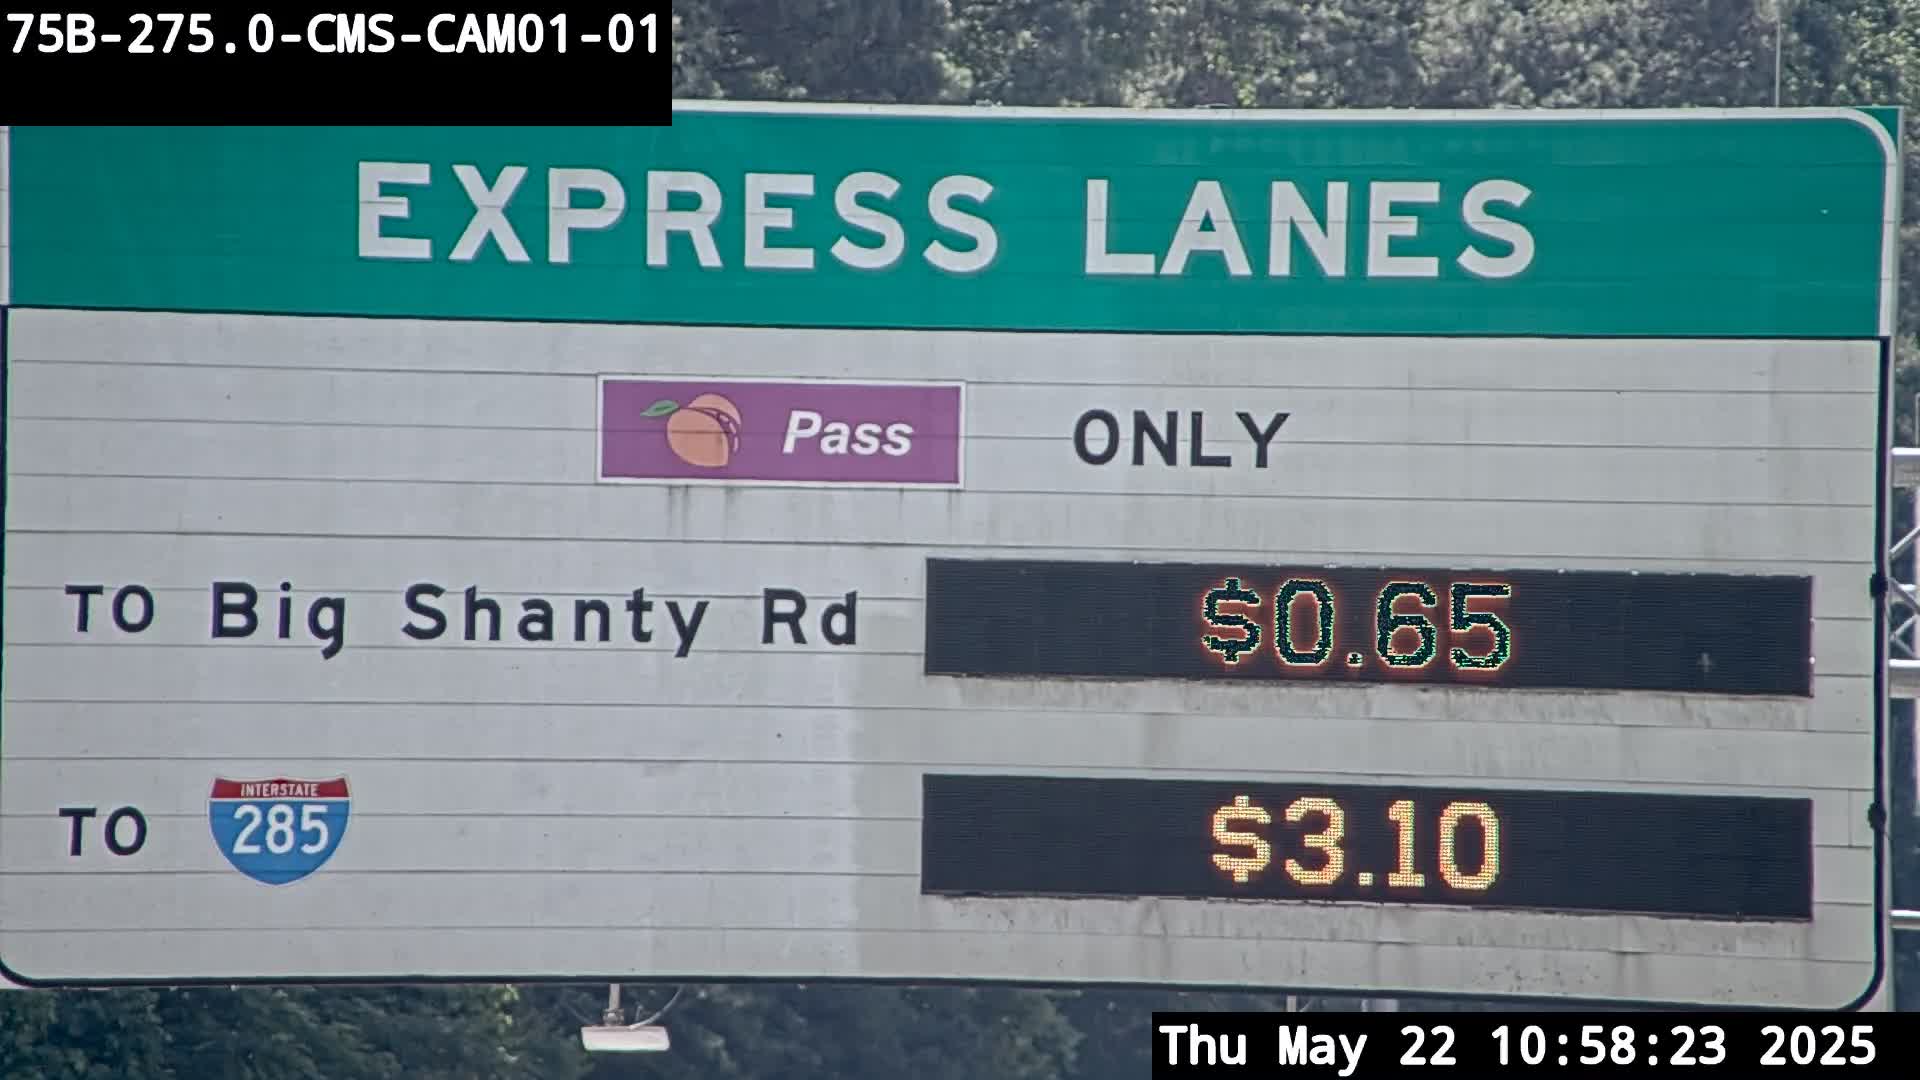 75B-275.0-CMS-CAM01-01
EXPRESS LANES
Pass ONLY
TO Big Shanty Rd $0.65
TO INTERSTATE 285 $3.10
Thu May 22 10:58:23 2025